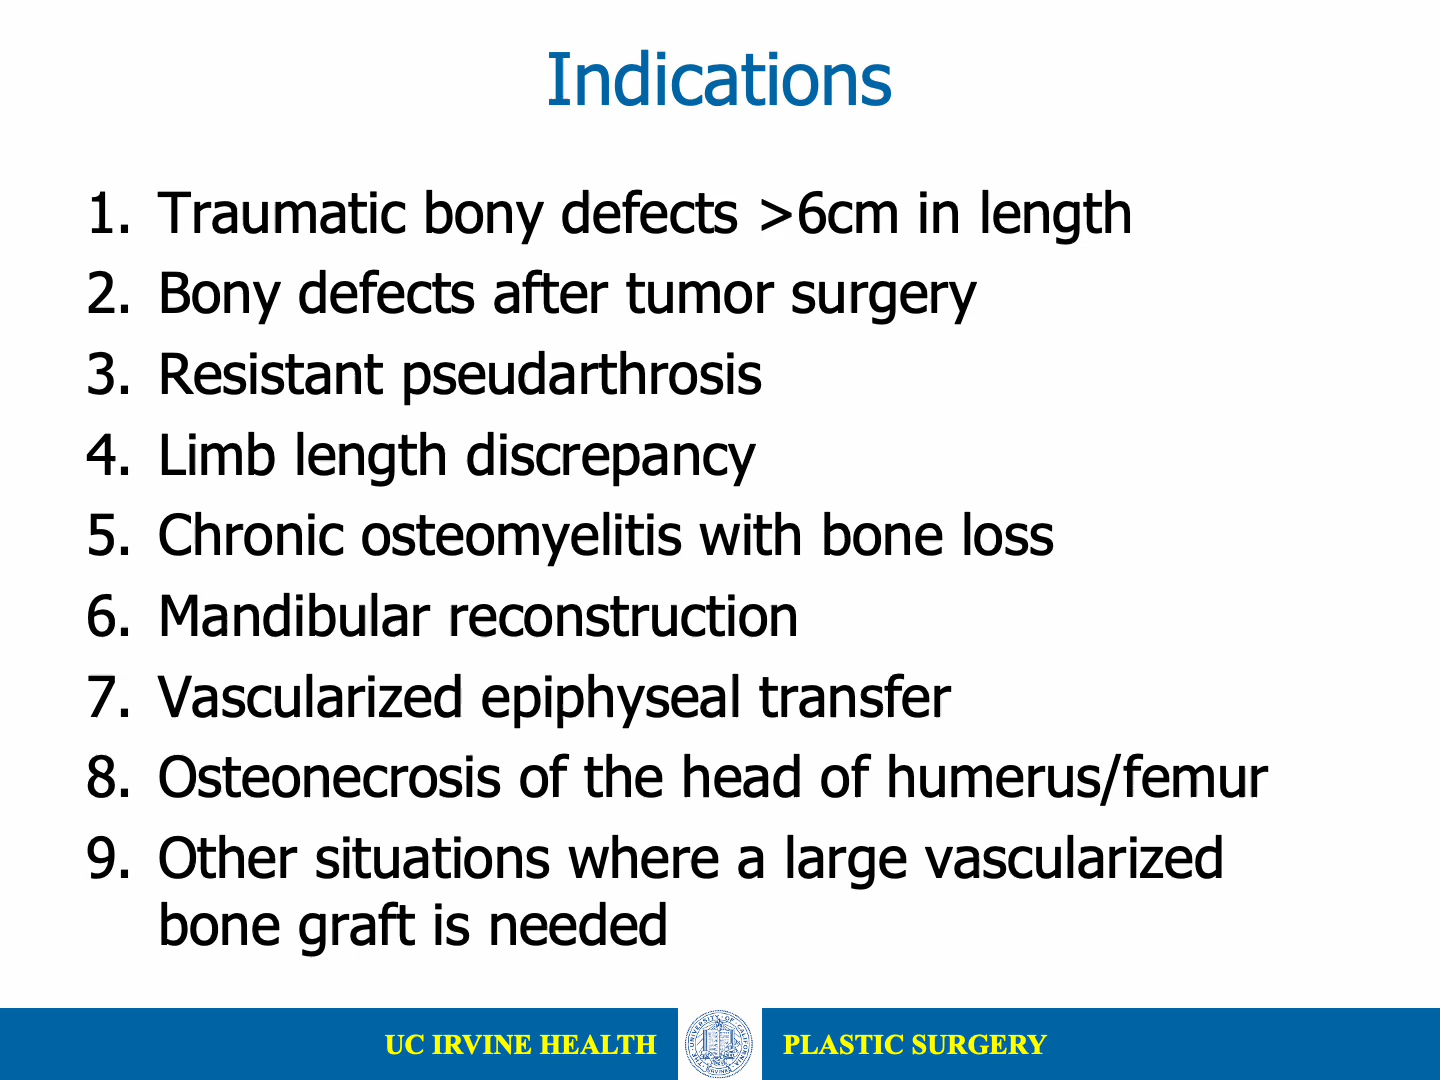 Indications
1. Traumatic bony defects >6cm in length
2. Bony defects after tumor surgery
3. Resistant pseudarthrosis
4. Limb length discrepancy
5. Chronic osteomyelitis with bone loss
6. Mandibular reconstruction
7. Vascularized epiphyseal transfer
8. Osteonecrosis of the head of humerus/femur
9. Other situations where a large vascularized
bone graft is needed
UC IRVINE HEALTH
PLASTIC SURGERY